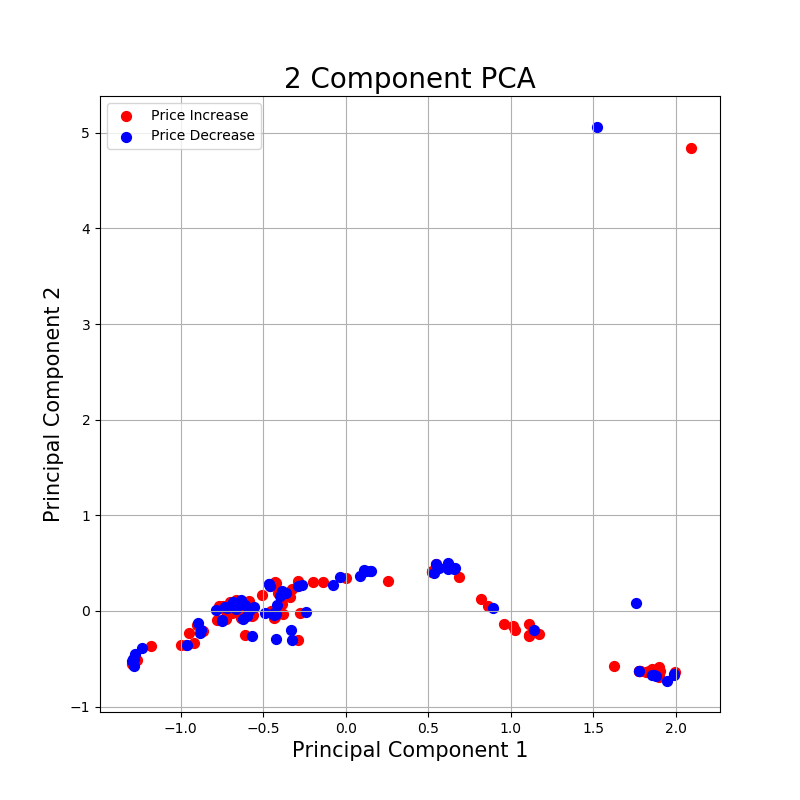 2 Component PCA
Price Increase
Price Decrease
5
4
3
2
1
0
−1
−1.0 −0.5 0.0 0.5 1.0 1.5 2.0
Principal Component 1
Principal Component 2